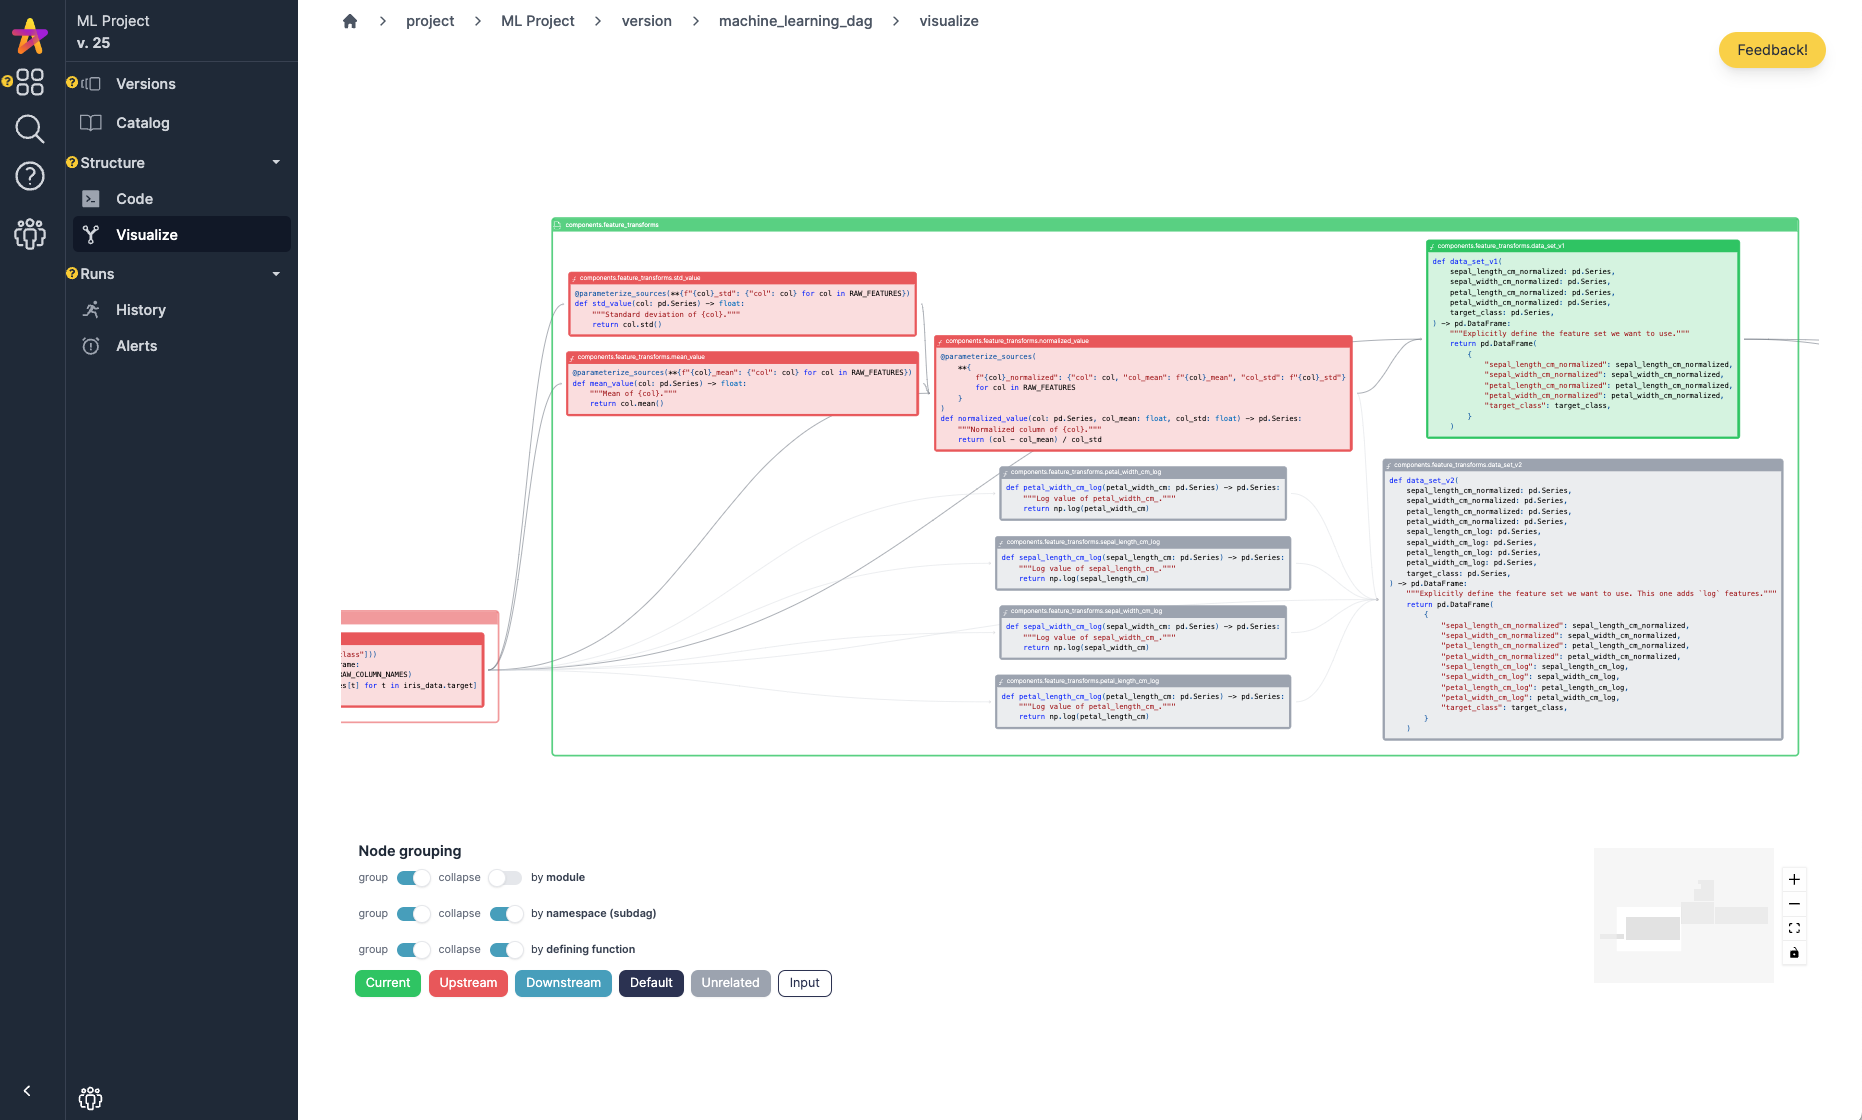 ML Project
v. 25
Versions
Catalog
Structure
Code
Visualize
Runs
History
Alerts
project
ML Project
version
machine_learning_dag
visualize
Feedback!
components.feature_transforms
components.feature_transforms.std_value
@parameterize_sources(**{f"{col}_std": {"col": col} for col in RAW_FEATURES})
def std_value(col: pd.Series) -> float:
"""Standard deviation of {col}."""
return col.std()
components.feature_transforms.mean_value
@parameterize_sources(**{f"{col}_mean": {"col": col} for col in RAW_FEATURES})
def mean_value(col: pd.Series) -> float:
"""Mean of {col}."""
return col.mean()
components.feature_transforms.normalized_value
@parameterize_sources(
**{
f"{col}_normalized": {"col": col, "col_mean": f"{col}_mean", "col_std": f"{col}_std"}
for col in RAW_FEATURES
}
)
def normalized_value(col: pd.Series, col_mean: float, col_std: float) -> pd.Series:
"""Normalized column of {col}."""
return (col - col_mean) / col_std
components.feature_transforms.data_set_v1
def data_set_v1(
sepal_length_cm_normalized: pd.Series,
sepal_width_cm_normalized: pd.Series,
petal_length_cm_normalized: pd.Series,
petal_width_cm_normalized: pd.Series,
target_class: pd.Series,
) -> pd.DataFrame:
"""Explicitly define the feature set we want to use."""
return pd.DataFrame(
{
"sepal_length_cm_normalized": sepal_length_cm_normalized,
"sepal_width_cm_normalized": sepal_width_cm_normalized,
"petal_length_cm_normalized": petal_length_cm_normalized,
"petal_width_cm_normalized": petal_width_cm_normalized,
"target_class": target_class,
}
)
components.feature_transforms.petal_width_cm_log
def petal_width_cm_log(petal_width_cm: pd.Series) -> pd.Series:
"""Log value of petal_width_cm_."""
return np.log(petal_width_cm)
components.feature_transforms.sepal_length_cm_log
def sepal_length_cm_log(sepal_length_cm: pd.Series) -> pd.Series:
"""Log value of sepal_length_cm_."""
return np.log(sepal_length_cm)
components.feature_transforms.sepal_width_cm_log
def sepal_width_cm_log(sepal_width_cm: pd.Series) -> pd.Series:
"""Log value of sepal_width_cm_."""
return np.log(sepal_width_cm)
components.feature_transforms.petal_length_cm_log
def petal_length_cm_log(petal_length_cm: pd.Series) -> pd.Series:
"""Log value of petal_length_cm_."""
return np.log(petal_length_cm)
components.feature_transforms.data_set_v2
def data_set_v2(
sepal_length_cm_normalized: pd.Series,
sepal_width_cm_normalized: pd.Series,
petal_length_cm_normalized: pd.Series,
petal_width_cm_normalized: pd.Series,
sepal_length_cm_log: pd.Series,
sepal_width_cm_log: pd.Series,
petal_length_cm_log: pd.Series,
petal_width_cm_log: pd.Series,
target_class: pd.Series,
) -> pd.DataFrame:
"""Explicitly define the feature set we want to use. This one adds `log` features."""
return pd.DataFrame(
{
"sepal_length_cm_normalized": sepal_length_cm_normalized,
"sepal_width_cm_normalized": sepal_width_cm_normalized,
"petal_length_cm_normalized": petal_length_cm_normalized,
"petal_width_cm_normalized": petal_width_cm_normalized,
"sepal_length_cm_log": sepal_length_cm_log,
"sepal_width_cm_log": sepal_width_cm_log,
"petal_length_cm_log": petal_length_cm_log,
"petal_width_cm_log": petal_width_cm_log,
"target_class": target_class,
}
)
class"]))
rame:
RAW_COLUMN_NAMES)
s[t] for t in iris_data.target]
Node grouping
group collapse by module
group collapse by namespace (subdag)
group collapse by defining function
Current Upstream Downstream Default Unrelated Input